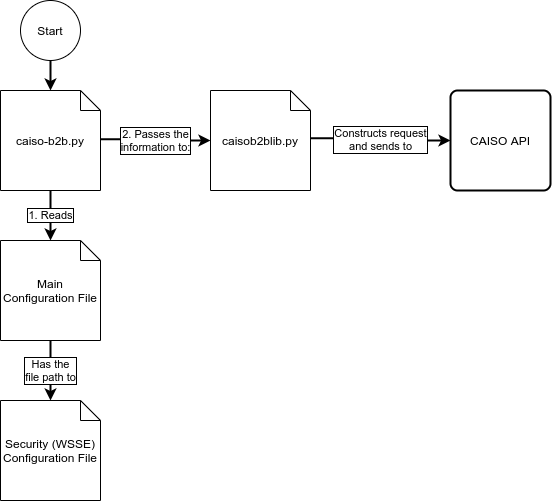 Start
caiso-b2b.py
2. Passes the
information to:
caisob2blib.py
Constructs request
and sends to
CAISO API
1. Reads
Main
Configuration File
Has the
file path to
Security (WSSE)
Configuration File